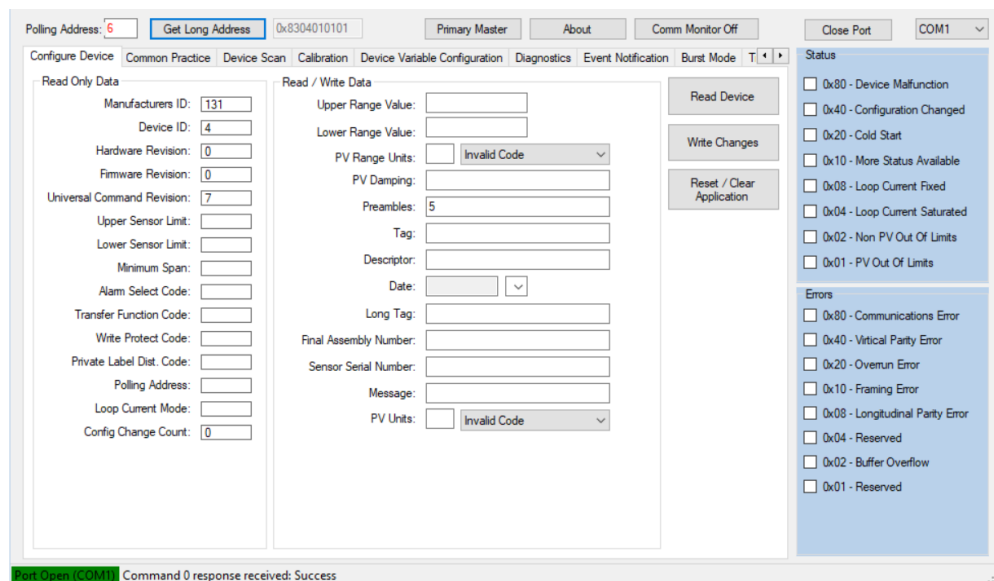 Polling Address: 6 Get Long Address 0x8304010101 Primary Master About Comm Monitor Off Close Port COM1
Configure Device Common Practice Device Scan Calibration Device Variable Configuration Diagnostics Event Notification Burst Mode T
Read Only Data
Manufacturers ID: 131
Device ID: 4
Hardware Revision: 0
Firmware Revision: 0
Universal Command Revision: 7
Upper Sensor Limit:
Lower Sensor Limit:
Minimum Span:
Alarm Select Code:
Transfer Function Code:
Write Protect Code:
Private Label Dist. Code:
Polling Address:
Loop Current Mode:
Config Change Count: 0
Read / Write Data
Upper Range Value:
Lower Range Value:
PV Range Units: Invalid Code
PV Damping:
Preambles: 5
Tag:
Descriptor:
Date:
Long Tag:
Final Assembly Number:
Sensor Serial Number:
Message:
PV Units: Invalid Code
Read Device
Write Changes
Reset / Clear
Application
Status
0x80 - Device Malfunction
0x40 - Configuration Changed
0x20 - Cold Start
0x10 - More Status Available
0x08 - Loop Current Fixed
0x04 - Loop Current Saturated
0x02 - Non PV Out Of Limits
0x01 - PV Out Of Limits
Errors
0x80 - Communications Error
0x40 - Virtical Parity Error
0x20 - Overrun Error
0x10 - Framing Error
0x08 - Longitudinal Parity Error
0x04 - Reserved
0x02 - Buffer Overflow
0x01 - Reserved
Port Open (COM1) Command 0 response received: Success